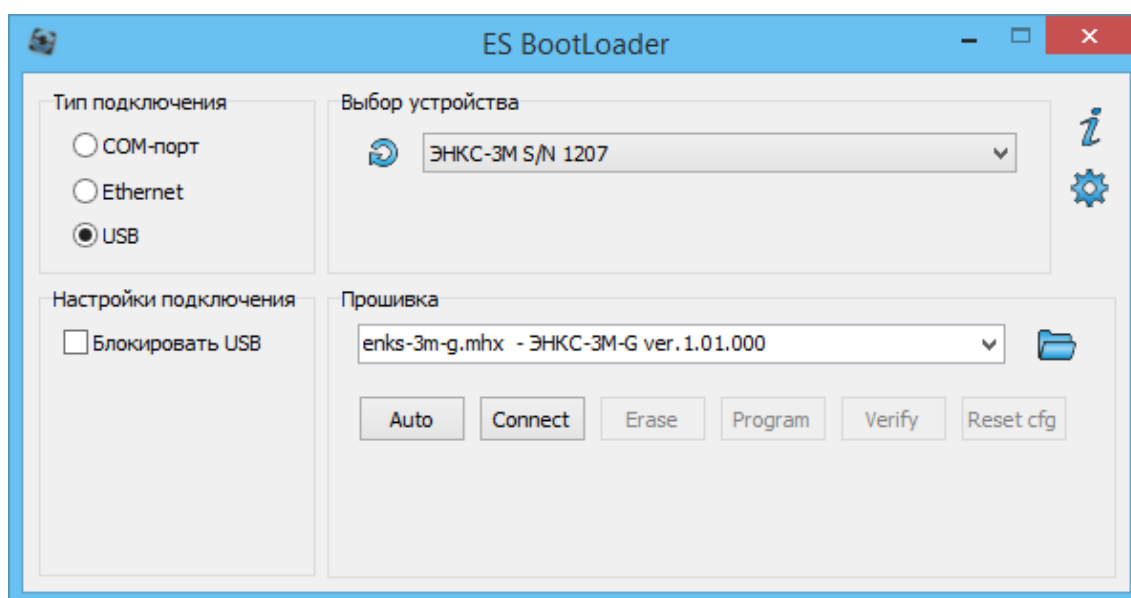 ES BootLoader
Тип подключения
COM-порт
Ethernet
USB
Выбор устройства
ЭНКС-3М S/N 1207
Настройки подключения
Блокировать USB
Прошивка
enks-3m-g.mhx - ЭНКС-3М-G ver.1.01.000
Auto Connect Erase Program Verify Reset cfg